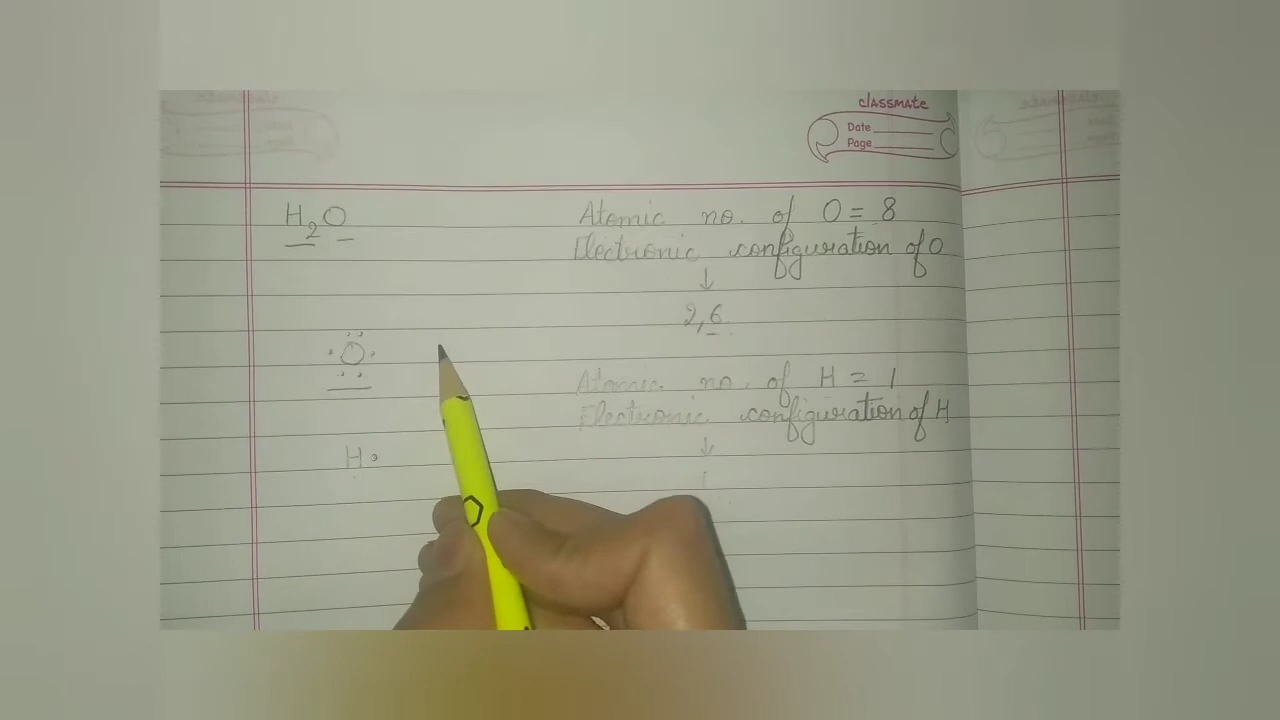 classmate
Date
Page
H₂O
Atomic no. of O = 8
Electronic configuration of O
↓
2,6
O
Atomic no. of H = 1
Electronic configuration of H
↓
H
1